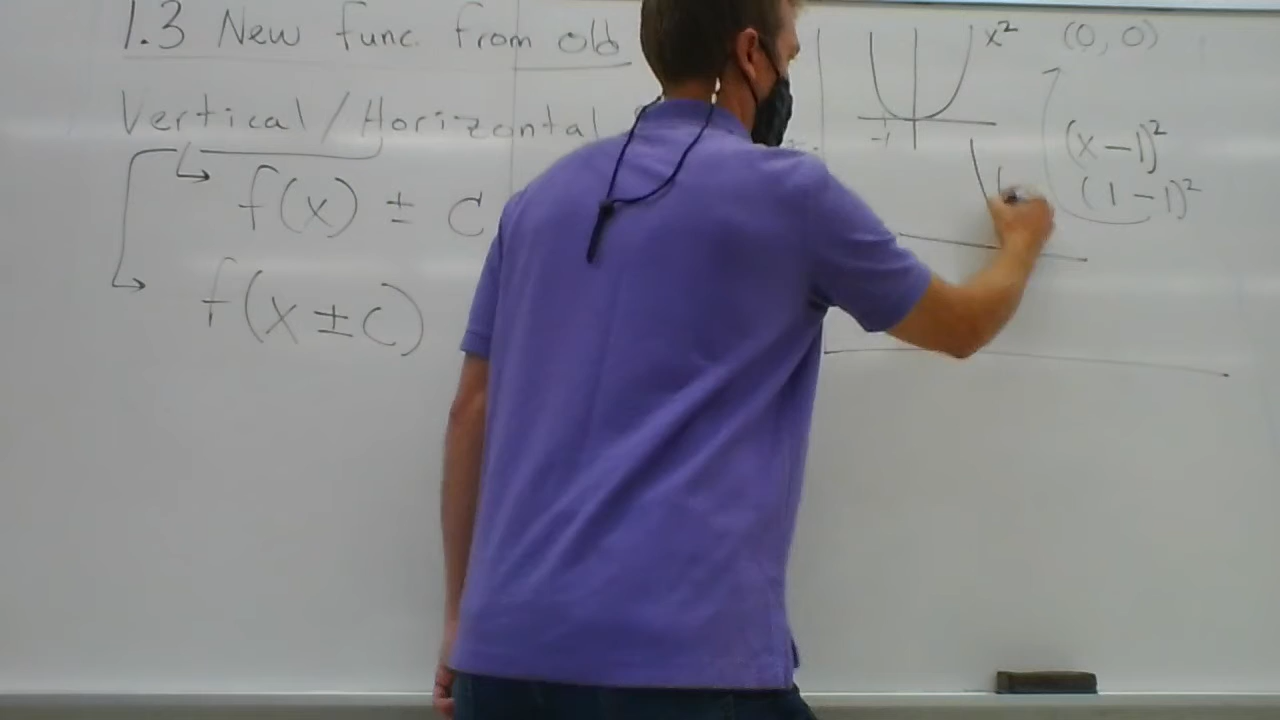 1.3 New func. from old
Vertical/Horizontal
f(x) ± C
f(x ± C)
x² (0, 0)
-1
(x - 1)²
(1 - 1)²